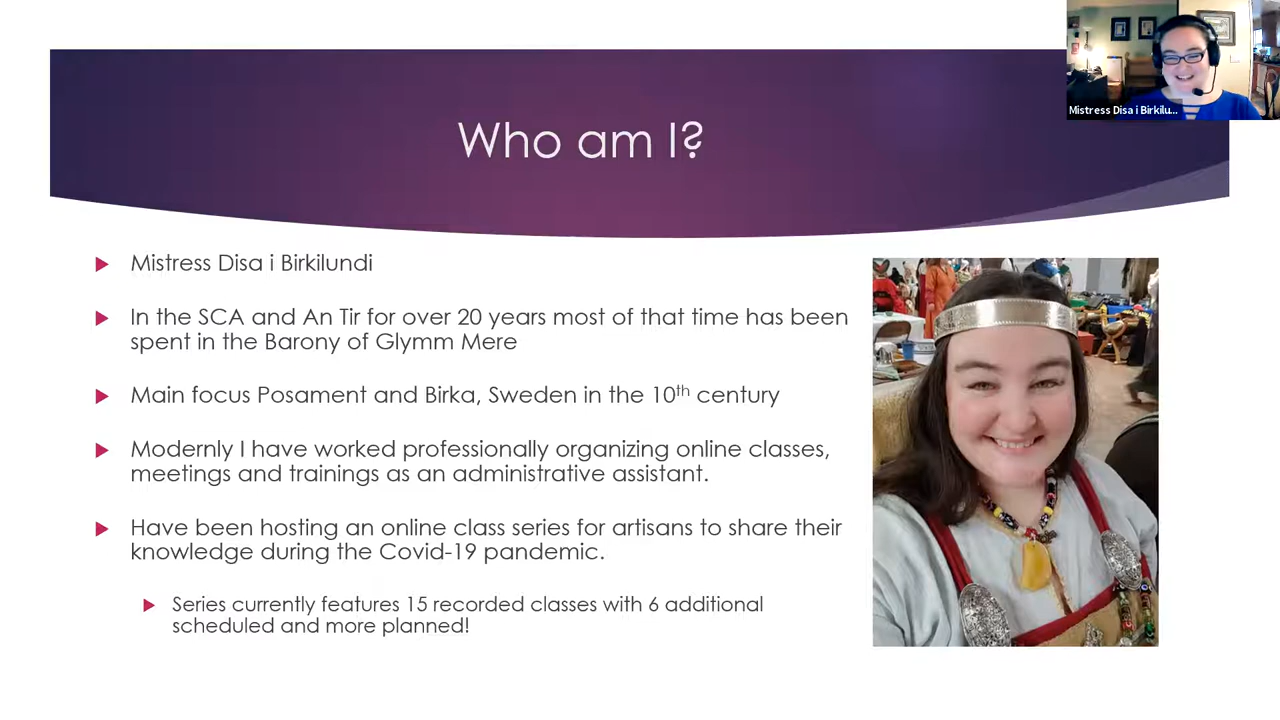 Mistress Disa i Birkilu...
Who am I?
Mistress Disa i Birkilundi
In the SCA and An Tir for over 20 years most of that time has been
spent in the Barony of Glymm Mere
Main focus Posament and Birka, Sweden in the 10th century
Modernly I have worked professionally organizing online classes,
meetings and trainings as an administrative assistant.
Have been hosting an online class series for artisans to share their
knowledge during the Covid-19 pandemic.
Series currently features 15 recorded classes with 6 additional
scheduled and more planned!